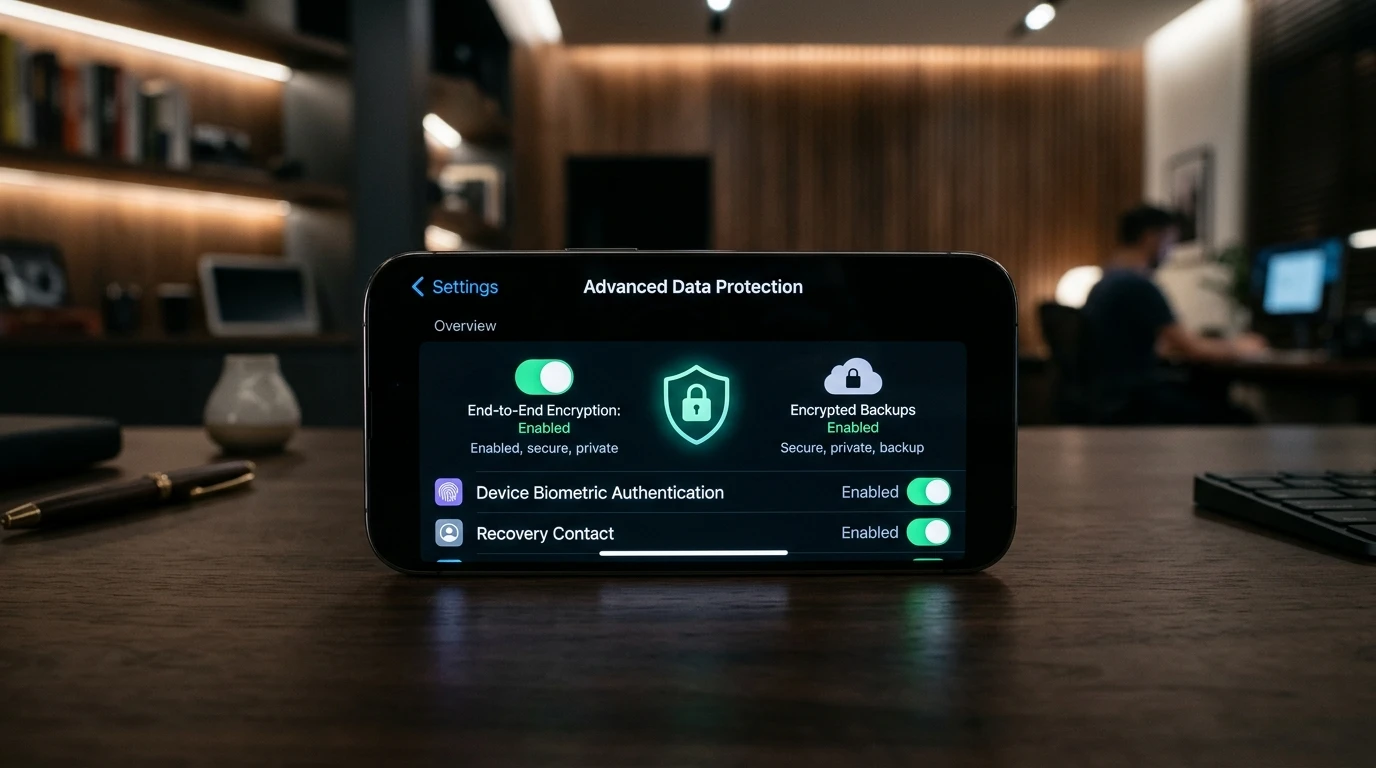 Settings
Advanced Data Protection
Overview
End-to-End Encryption:
Enabled
Enabled, secure, private
Encrypted Backups
Enabled
Secure, private, backup
Device Biometric Authentication
Enabled
Recovery Contact
Enabled